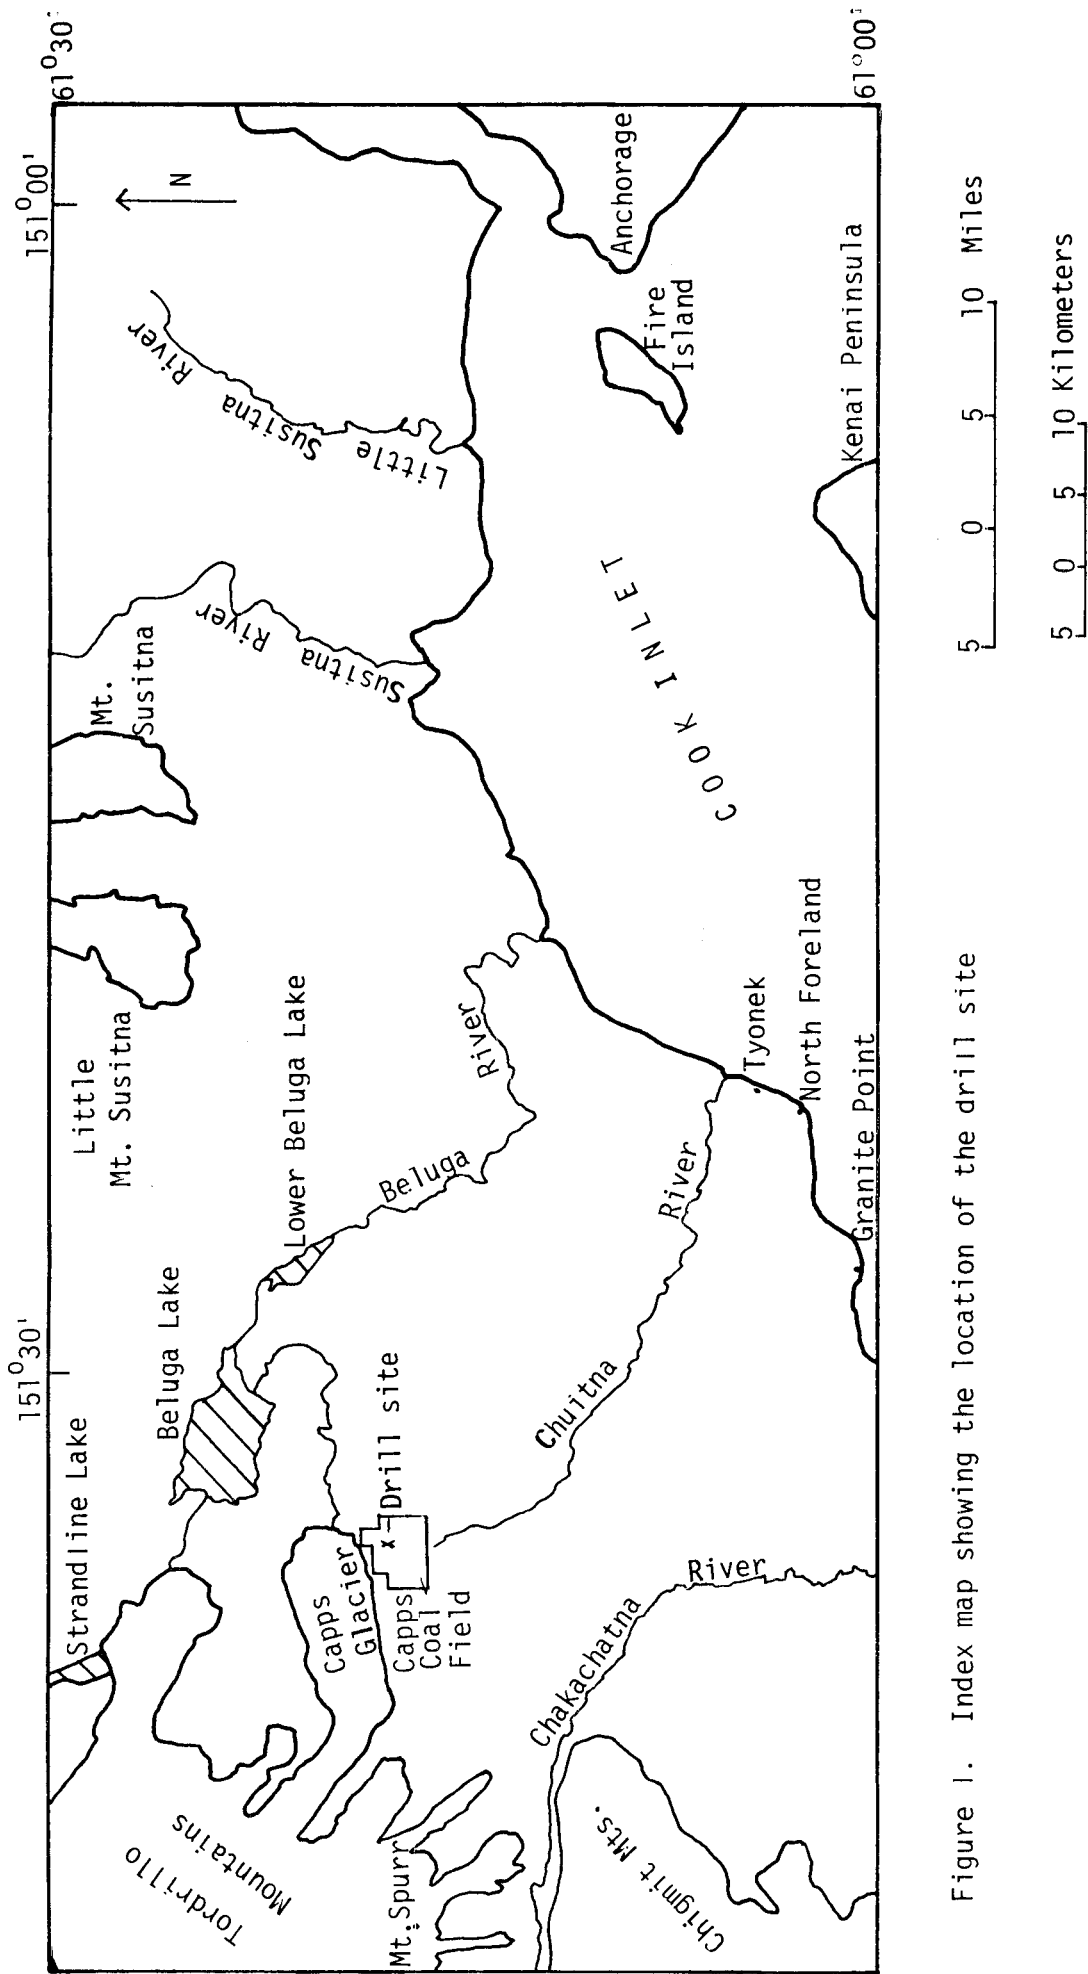 151°30'
151°00'
61°30'
61°00'
N
Strandline Lake
Beluga Lake
Lower Beluga Lake
Little
Mt. Susitna
Mt.
Susitna
Susitna River
Little Susitna River
Tordrillo
Mountains
Capps
Glacier
Capps
Coal
Field
x Drill site
Beluga River
Mt. Spurr
Chuitna River
Chakachatna River
Chigmit Mts.
COOK INLET
Tyonek
North Foreland
Granite Point
Fire
Island
Anchorage
Kenai Peninsula
5 0 5 10 Miles
5 0 5 10 Kilometers
Figure 1. Index map showing the location of the drill site